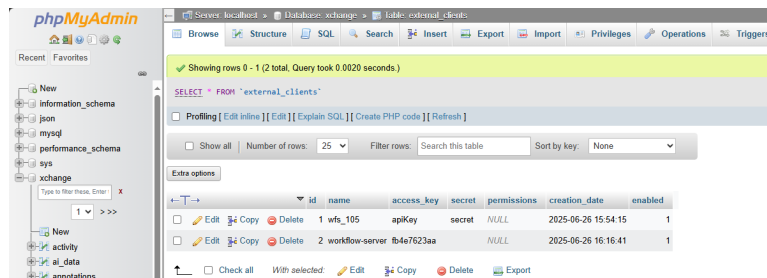 phpMyAdmin
Recent Favorites
New
information_schema
json
mysql
performance_schema
sys
xchange
Type to filter these, Enter X
1 > >>
New
activity
ai_data
annotations
Server: localhost » Database: xchange » Table: external_clients
Browse Structure SQL Search Insert Export Import Privileges Operations Triggers
Showing rows 0 - 1 (2 total, Query took 0.0020 seconds.)
SELECT * FROM `external_clients`
Profiling [ Edit inline ] [ Edit ] [ Explain SQL ] [ Create PHP code ] [ Refresh ]
Show all Number of rows: 25 Filter rows: Search this table Sort by key: None
Extra options
←T→ id name access_key secret permissions creation_date enabled
Edit Copy Delete 1 wfs_105 apiKey secret NULL 2025-06-26 15:54:15 1
Edit Copy Delete 2 workflow-server fb4e7623aa NULL 2025-06-26 16:16:41 1
Check all With selected: Edit Copy Delete Export